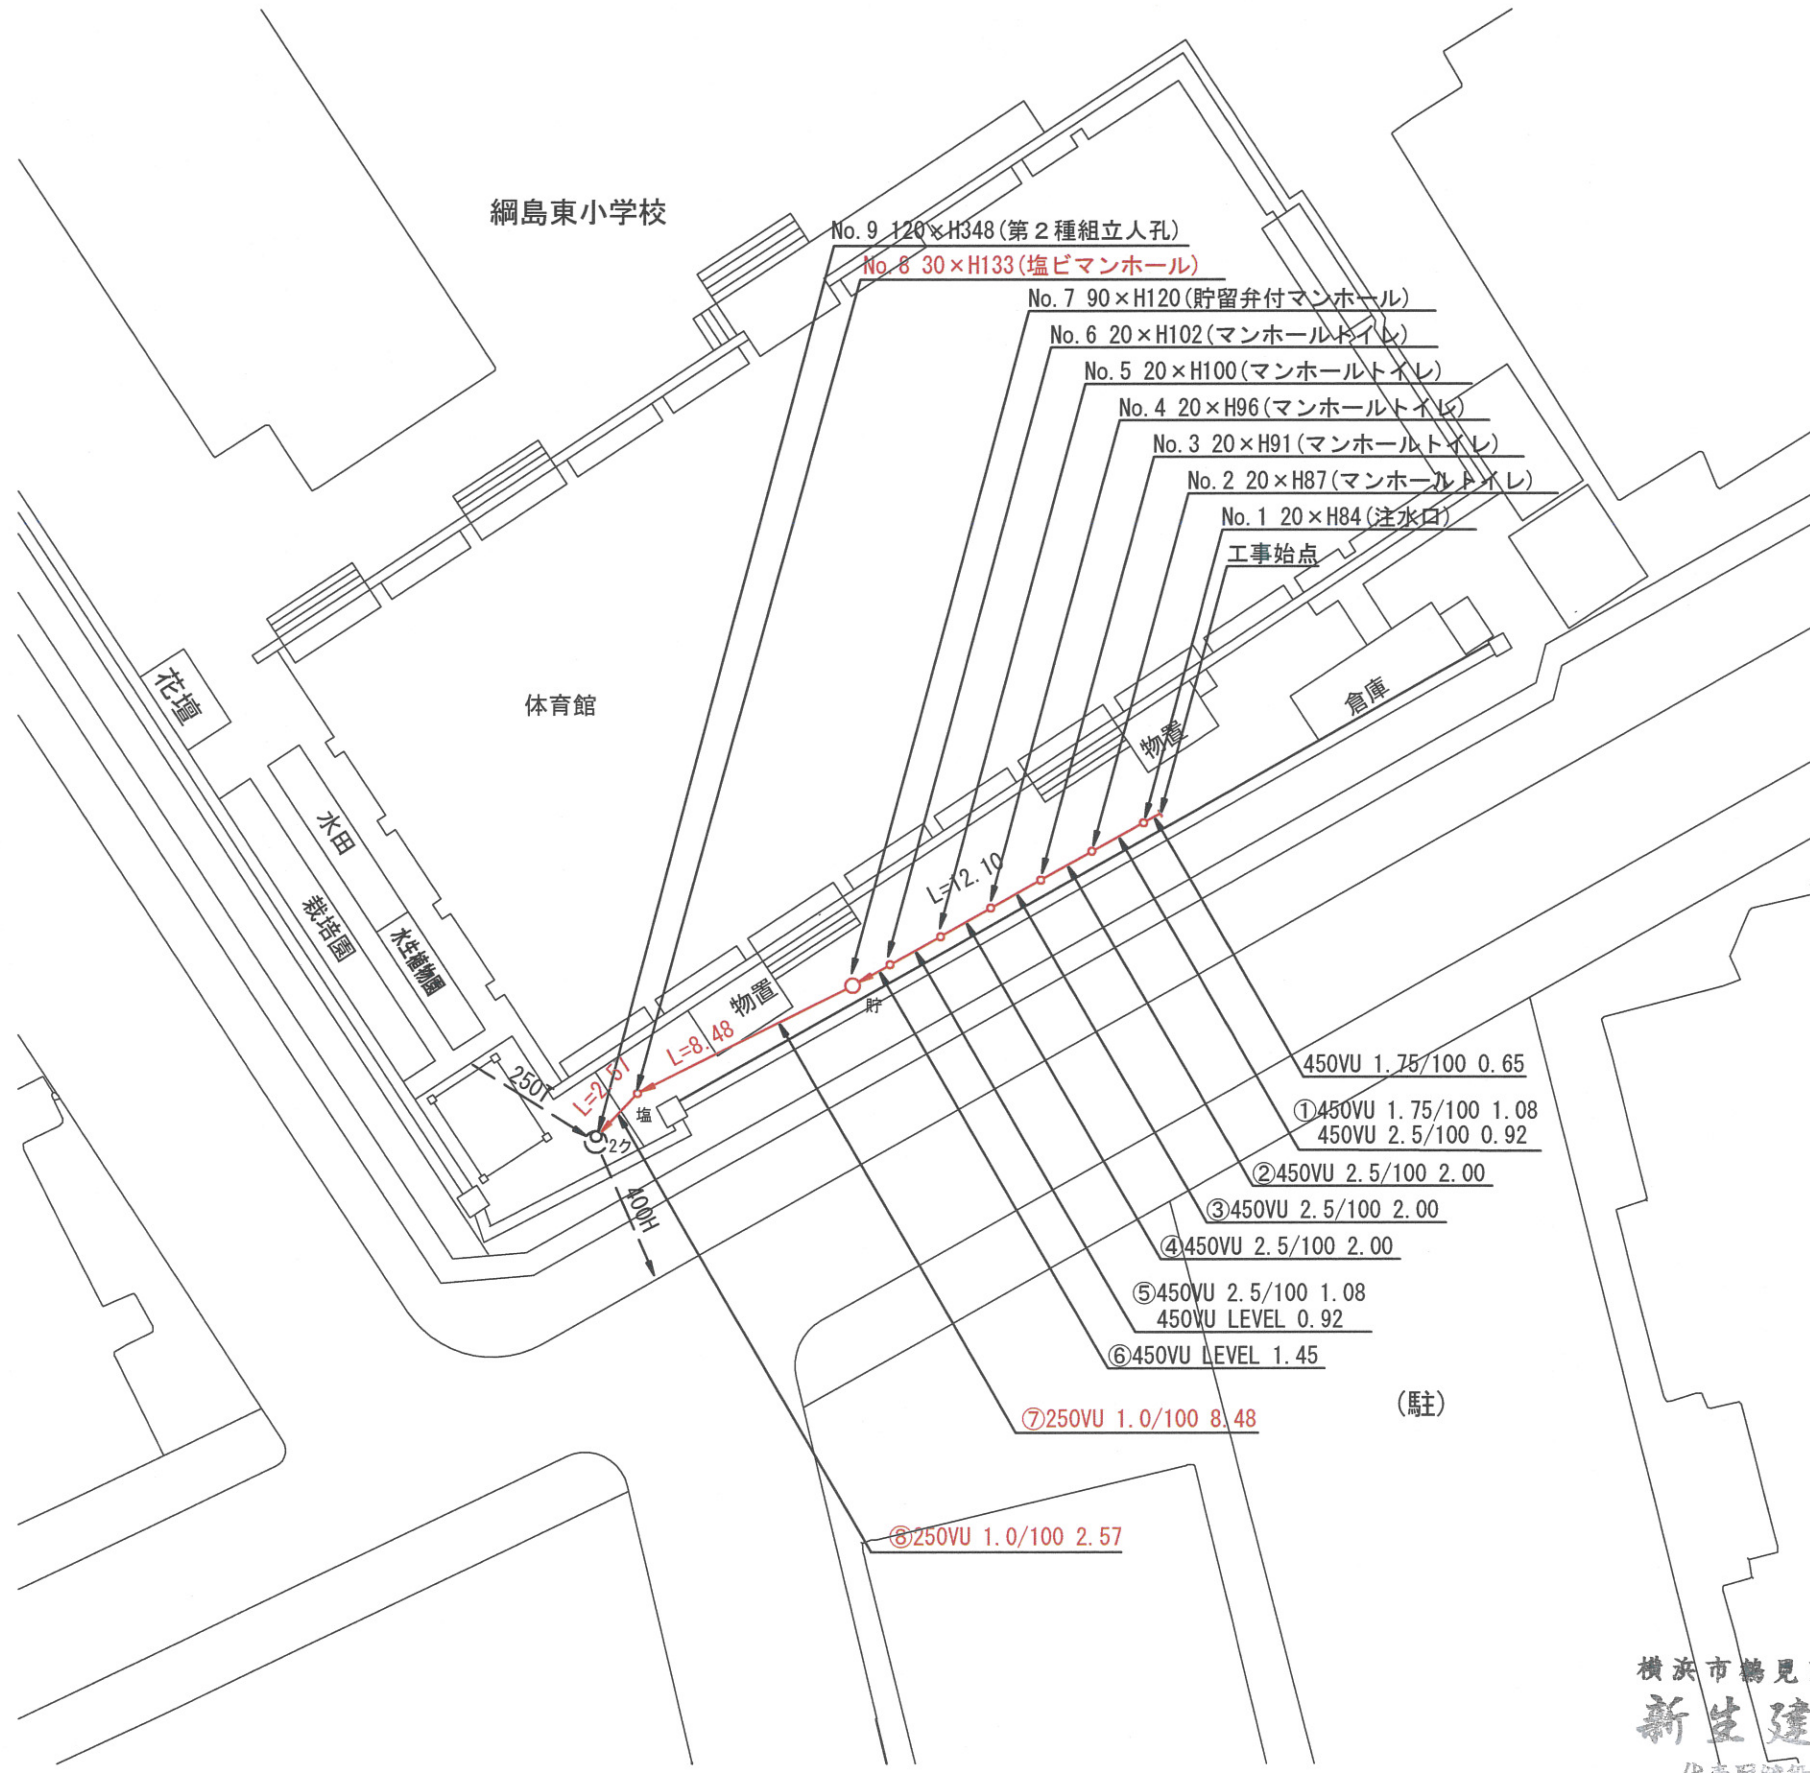 綱島東小学校
No.9 120×H348(第2種組立人孔)
No.8 30×H133(塩ビマンホール)
No.7 90×H120(貯留弁付マンホール)
No.6 20×H102(マンホールトイレ)
No.5 20×H100(マンホールトイレ)
No.4 20×H96(マンホールトイレ)
No.3 20×H91(マンホールトイレ)
No.2 20×H87(マンホールトイレ)
No.1 20×H84(注水口)
工事始点
花壇
体育館
倉庫
物置
水田
L=12.10
栽培園
水生植物園
物置
貯
L=8.48
250T
L=2.57
塩
2ク
400H
450VU 1.75/100 0.65
①450VU 1.75/100 1.08
450VU 2.5/100 0.92
②450VU 2.5/100 2.00
③450VU 2.5/100 2.00
④450VU 2.5/100 2.00
⑤450VU 2.5/100 1.08
450VU LEVEL 0.92
⑥450VU LEVEL 1.45
(駐)
⑦250VU 1.0/100 8.48
⑧250VU 1.0/100 2.57
横浜市鶴見
新生建